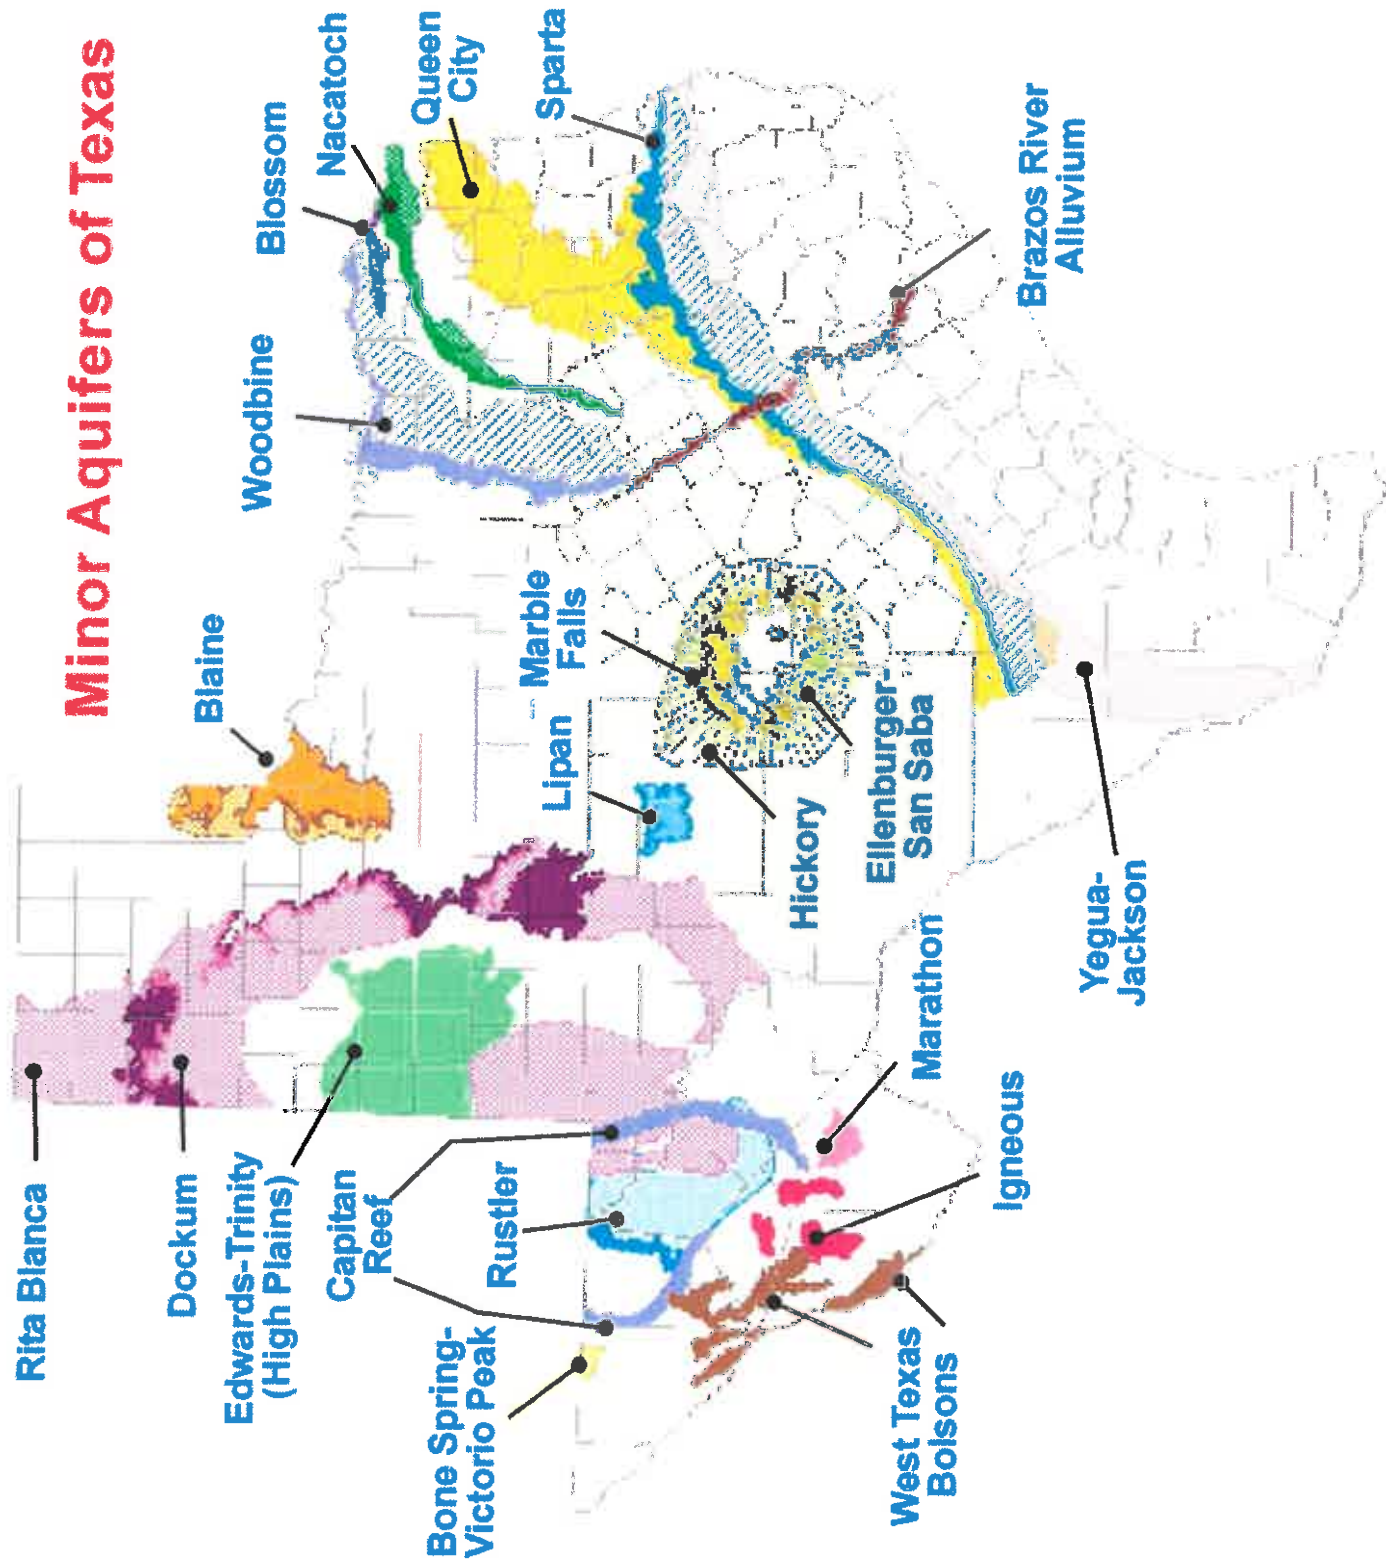 Minor Aquifers of Texas
Rita Blanca
Dockum
Edwards-Trinity
(High Plains)
Capitan
Reef
Rustler
Bone Spring-
Victorio Peak
West Texas
Bolsons
Igneous
Marathon
Blaine
Lipan
Hickory
Marble
Falls
Ellenburger-
San Saba
Yegua-
Jackson
Woodbine
Blossom
Nacatoch
Queen
City
Sparta
Brazos River
Alluvium